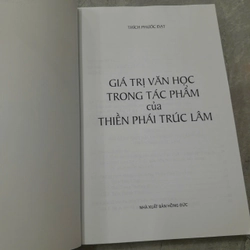 THÍCH PHƯỚC ĐẠT
GIÁ TRỊ VĂN HỌC
TRONG TÁC PHẨM
của
THIỀN PHÁI TRÚC LÂM
NHÀ XUẤT BẢN HỒNG ĐỨC